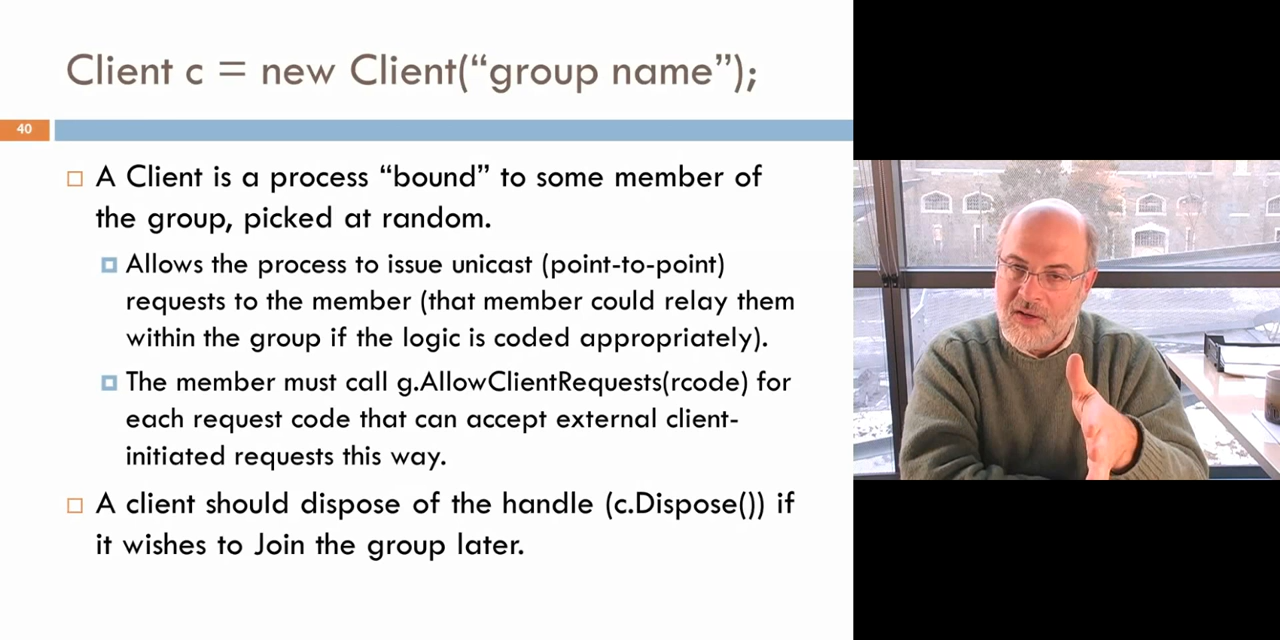 Client c = new Client(“group name”);
40
A Client is a process “bound” to some member of
the group, picked at random.
Allows the process to issue unicast (point-to-point)
requests to the member (that member could relay them
within the group if the logic is coded appropriately).
The member must call g.AllowClientRequests(rcode) for
each request code that can accept external client-
initiated requests this way.
A client should dispose of the handle (c.Dispose()) if
it wishes to Join the group later.